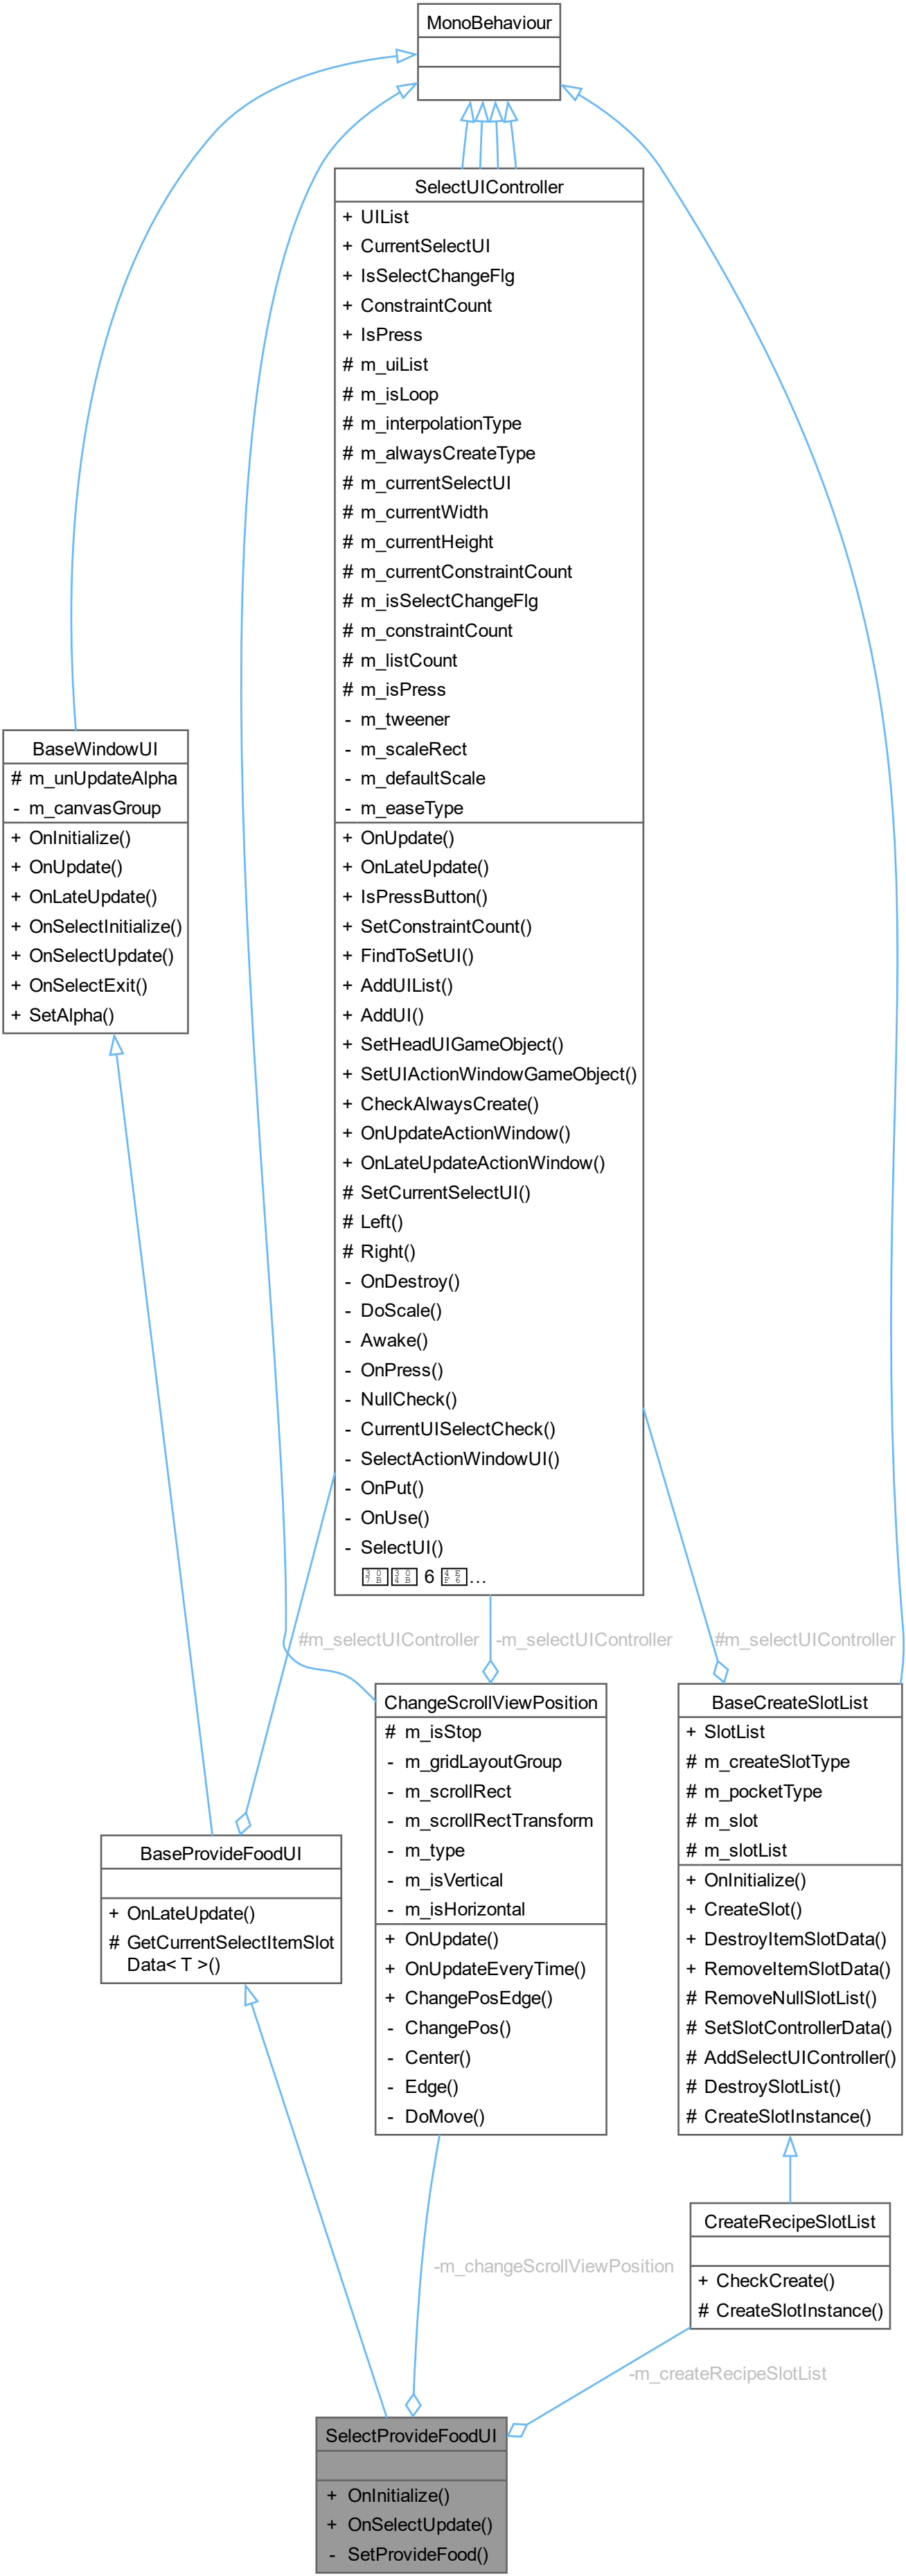 MonoBehaviour
SelectUIController
+ UIList
+ CurrentSelectUI
+ IsSelectChangeFlg
+ ConstraintCount
+ IsPress
# m_uiList
# m_isLoop
# m_interpolationType
# m_alwaysCreateType
# m_currentSelectUI
# m_currentWidth
# m_currentHeight
# m_currentConstraintCount
# m_isSelectChangeFlg
# m_constraintCount
# m_listCount
# m_isPress
- m_tweener
- m_scaleRect
- m_defaultScale
- m_easeType
+ OnUpdate()
+ OnLateUpdate()
+ IsPressButton()
+ SetConstraintCount()
+ FindToSetUI()
+ AddUIList()
+ AddUI()
+ SetHeadUIGameObject()
+ SetUIActionWindowGameObject()
+ CheckAlwaysCreate()
+ OnUpdateActionWindow()
+ OnLateUpdateActionWindow()
# SetCurrentSelectUI()
# Left()
# Right()
- OnDestroy()
- DoScale()
- Awake()
- OnPress()
- NullCheck()
- CurrentUISelectCheck()
- SelectActionWindowUI()
- OnPut()
- OnUse()
- SelectUI()
6 ...
BaseWindowUI
# m_unUpdateAlpha
- m_canvasGroup
+ OnInitialize()
+ OnUpdate()
+ OnLateUpdate()
+ OnSelectInitialize()
+ OnSelectUpdate()
+ OnSelectExit()
+ SetAlpha()
#m_selectUIController
-m_selectUIController
#m_selectUIController
ChangeScrollViewPosition
# m_isStop
- m_gridLayoutGroup
- m_scrollRect
- m_scrollRectTransform
- m_type
- m_isVertical
- m_isHorizontal
+ OnUpdate()
+ OnUpdateEveryTime()
+ ChangePosEdge()
- ChangePos()
- Center()
- Edge()
- DoMove()
BaseCreateSlotList
+ SlotList
# m_createSlotType
# m_pocketType
# m_slot
# m_slotList
+ OnInitialize()
+ CreateSlot()
+ DestroyItemSlotData()
+ RemoveItemSlotData()
# RemoveNullSlotList()
# SetSlotControllerData()
# AddSelectUIController()
# DestroySlotList()
# CreateSlotInstance()
BaseProvideFoodUI
+ OnLateUpdate()
# GetCurrentSelectItemSlot
Data< T >()
CreateRecipeSlotList
+ CheckCreate()
# CreateSlotInstance()
-m_changeScrollViewPosition
-m_createRecipeSlotList
SelectProvideFoodUI
+ OnInitialize()
+ OnSelectUpdate()
- SetProvideFood()